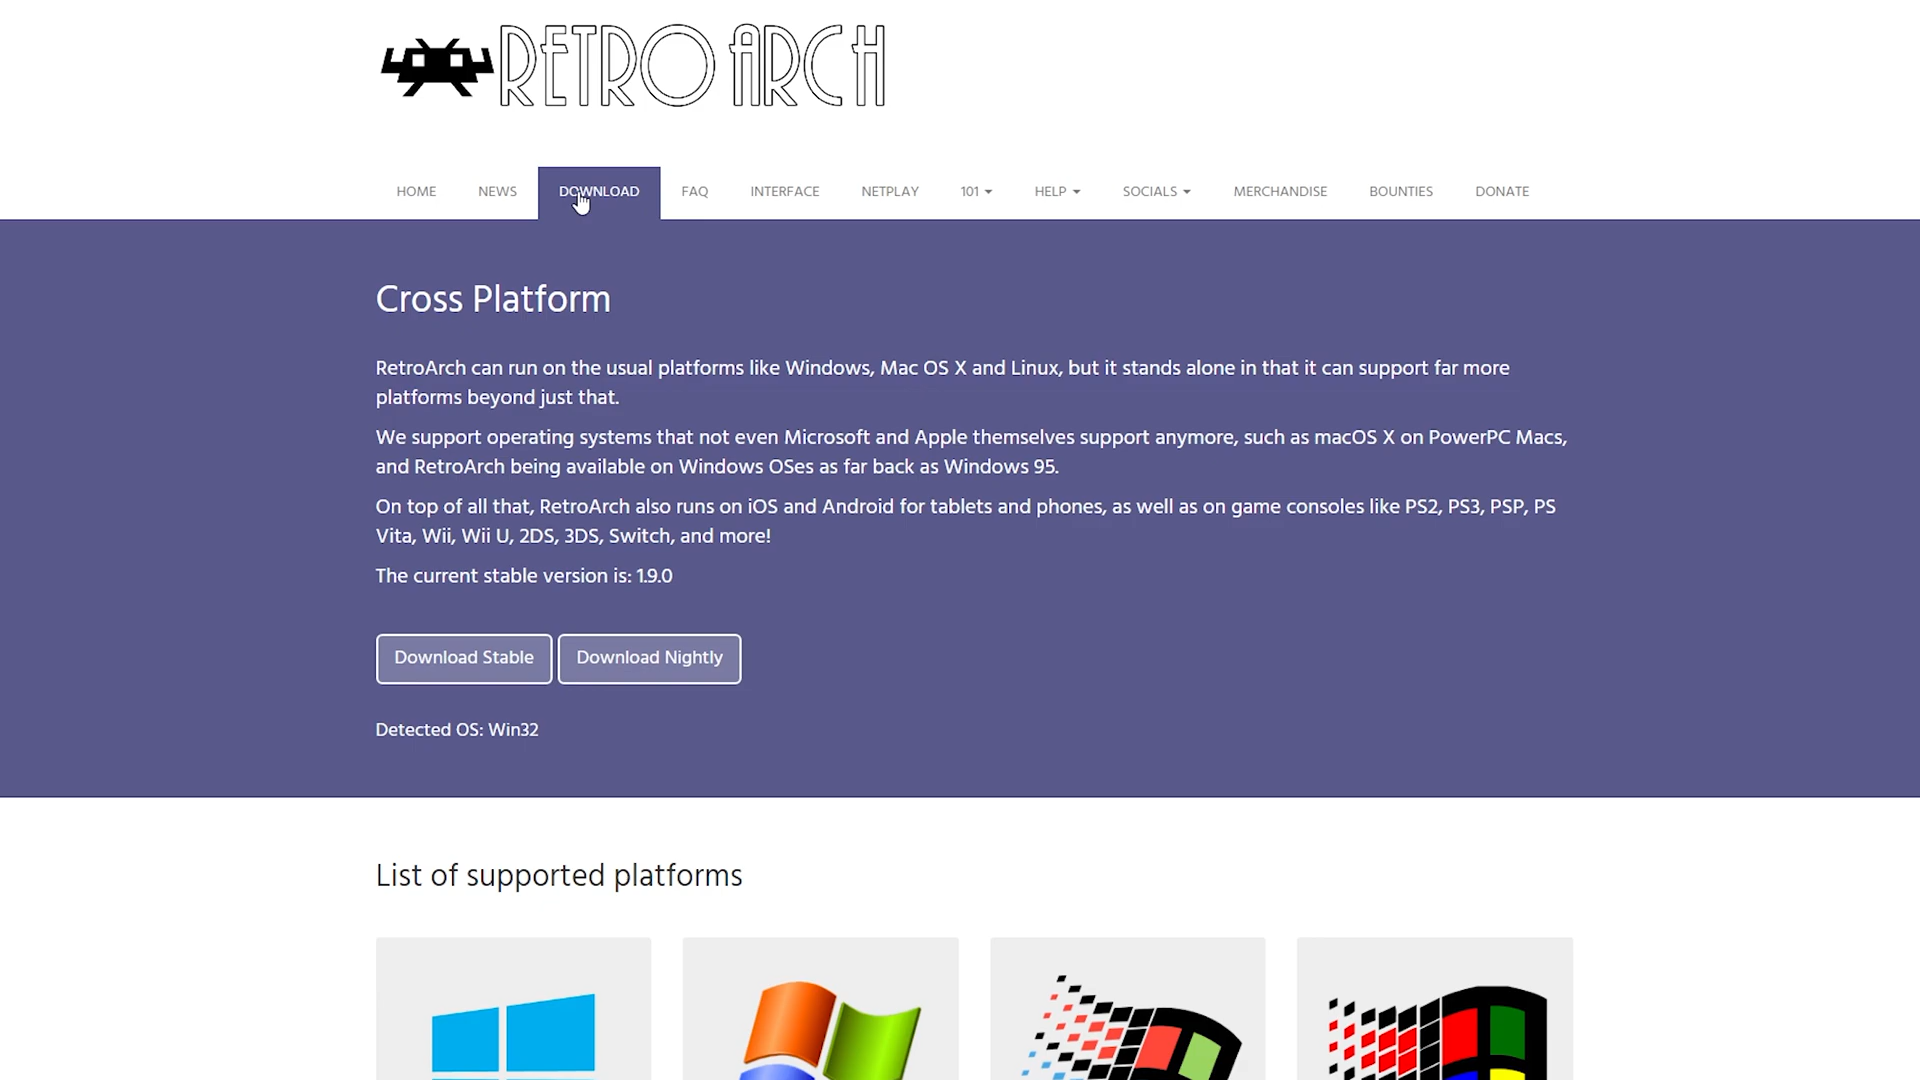 RETRO ARCH
HOME NEWS DOWNLOAD FAQ INTERFACE NETPLAY 101 HELP SOCIALS MERCHANDISE BOUNTIES DONATE
Cross Platform
RetroArch can run on the usual platforms like Windows, Mac OS X and Linux, but it stands alone in that it can support far more
platforms beyond just that.
We support operating systems that not even Microsoft and Apple themselves support anymore, such as macOS X on PowerPC Macs,
and RetroArch being available on Windows OSes as far back as Windows 95.
On top of all that, RetroArch also runs on iOS and Android for tablets and phones, as well as on game consoles like PS2, PS3, PSP, PS
Vita, Wii, Wii U, 2DS, 3DS, Switch, and more!
The current stable version is: 1.9.0
Download Stable Download Nightly
Detected OS: Win32
List of supported platforms